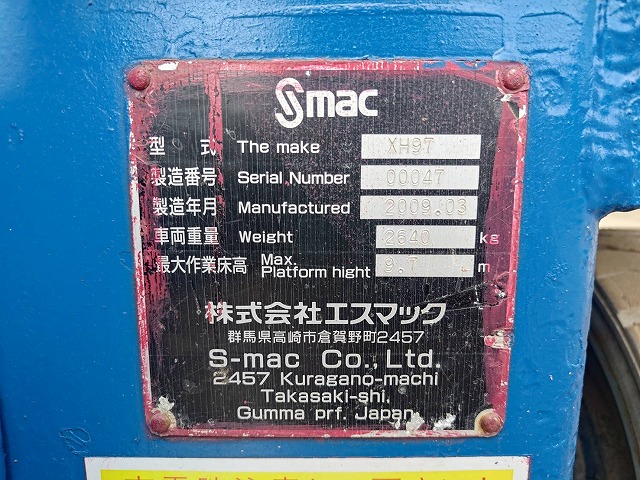 Smac
型式 The make XH97
製造番号 Serial Number 00047
製造年月 Manufactured 2009.03
車両重量 Weight 2640 kg
最大作業床高 Max. Platform hight 9.7 m
株式会社エスマック
群馬県高崎市倉賀野町2457
S-mac Co.,Ltd.
2457 Kuragano-machi
Takasaki-shi.
Gumma prf. Japan